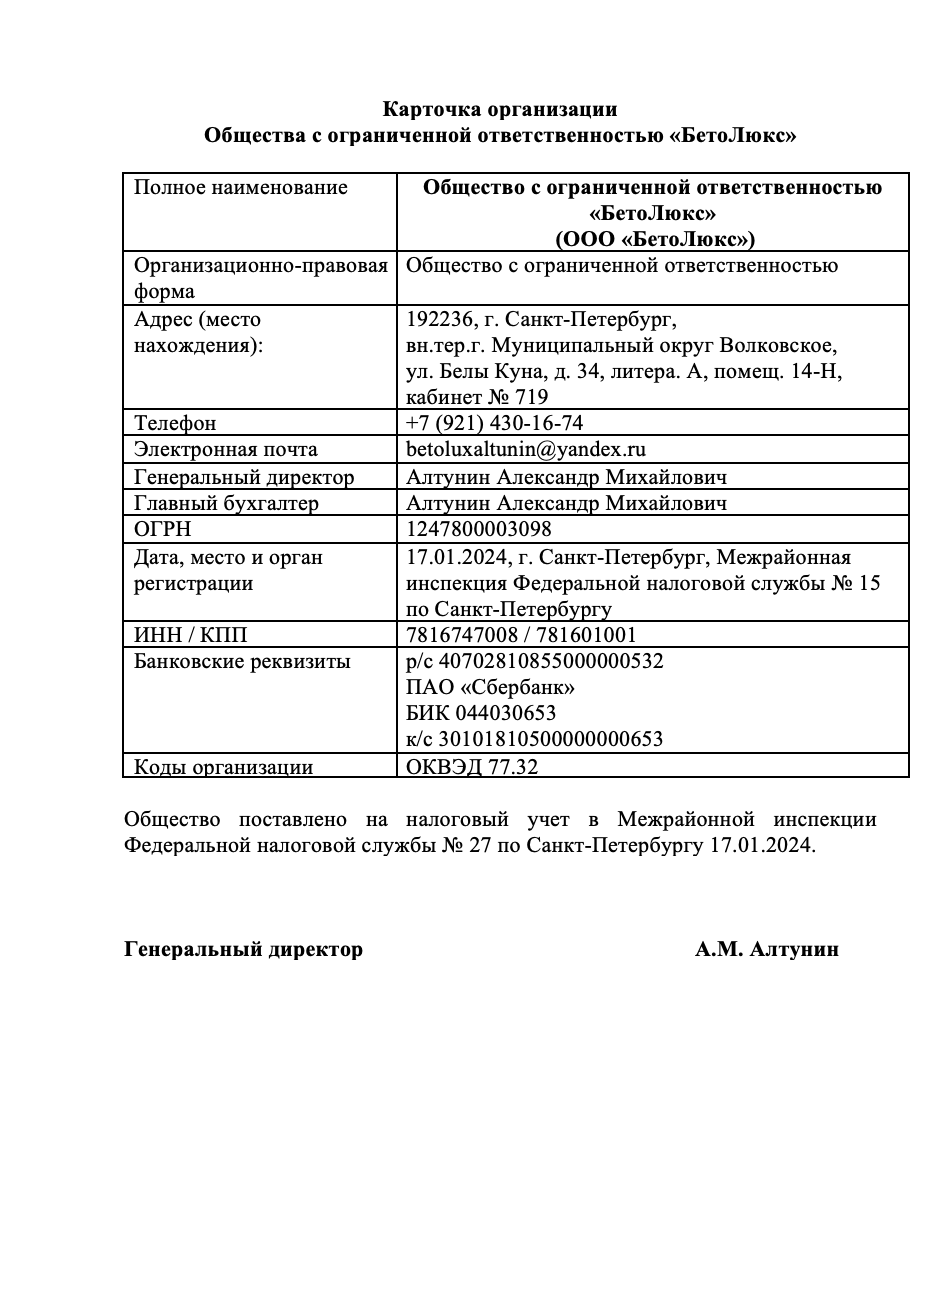 Карточка организации
Общества с ограниченной ответственностью «БетоЛюкс»
Полное наименование
Общество с ограниченной ответственностью
«БетоЛюкс»
(ООО «БетоЛюкс»)
Организационно-правовая
форма
Общество с ограниченной ответственностью
Адрес (место
нахождения):
192236, г. Санкт-Петербург,
вн.тер.г. Муниципальный округ Волковское,
ул. Белы Куна, д. 34, литера. А, помещ. 14-Н,
кабинет № 719
Телефон
+7 (921) 430-16-74
Электронная почта
betoluxaltunin@yandex.ru
Генеральный директор
Алтунин Александр Михайлович
Главный бухгалтер
Алтунин Александр Михайлович
ОГРН
1247800003098
Дата, место и орган
регистрации
17.01.2024, г. Санкт-Петербург, Межрайонная
инспекция Федеральной налоговой службы № 15
по Санкт-Петербургу
ИНН / КПП
7816747008 / 781601001
Банковские реквизиты
р/с 40702810855000000532
ПАО «Сбербанк»
БИК 044030653
к/с 30101810500000000653
Коды организации
ОКВЭД 77.32
Общество поставлено на налоговый учет в Межрайонной инспекции
Федеральной налоговой службы № 27 по Санкт-Петербургу 17.01.2024.
Генеральный директор
А.М. Алтунин